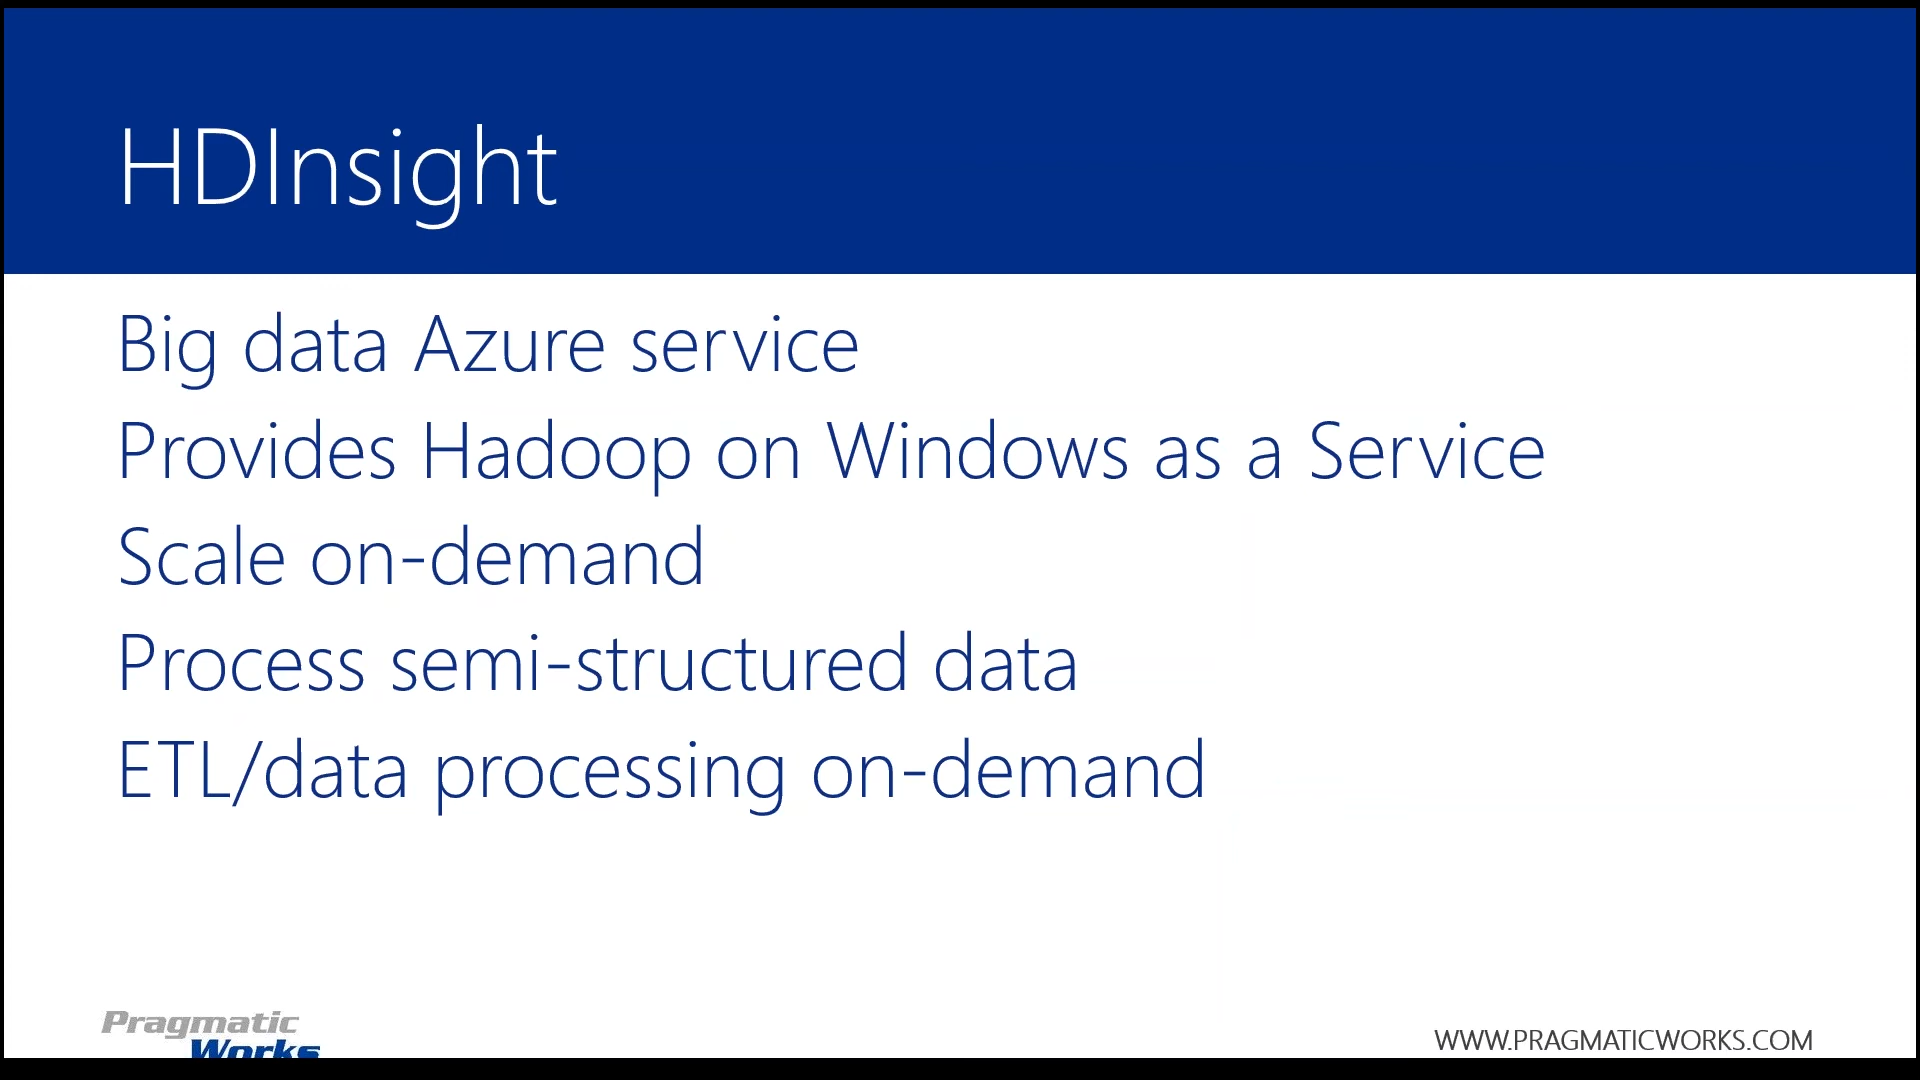 HDInsight
Big data Azure service
Provides Hadoop on Windows as a Service
Scale on-demand
Process semi-structured data
ETL/data processing on-demand
Pragmatic
Works
WWW.PRAGMATICWORKS.COM